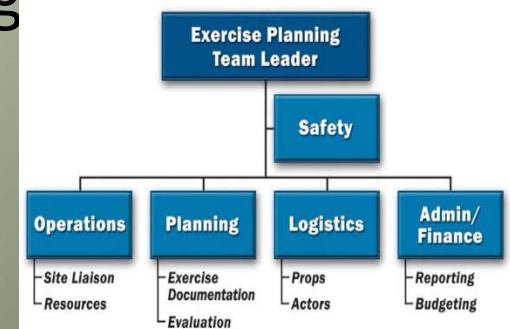 Exercise Planning
Team Leader
Safety
Operations
Planning
Logistics
Admin/
Finance
Site Liaison
Resources
Exercise
Documentation
Evaluation
Props
Actors
Reporting
Budgeting